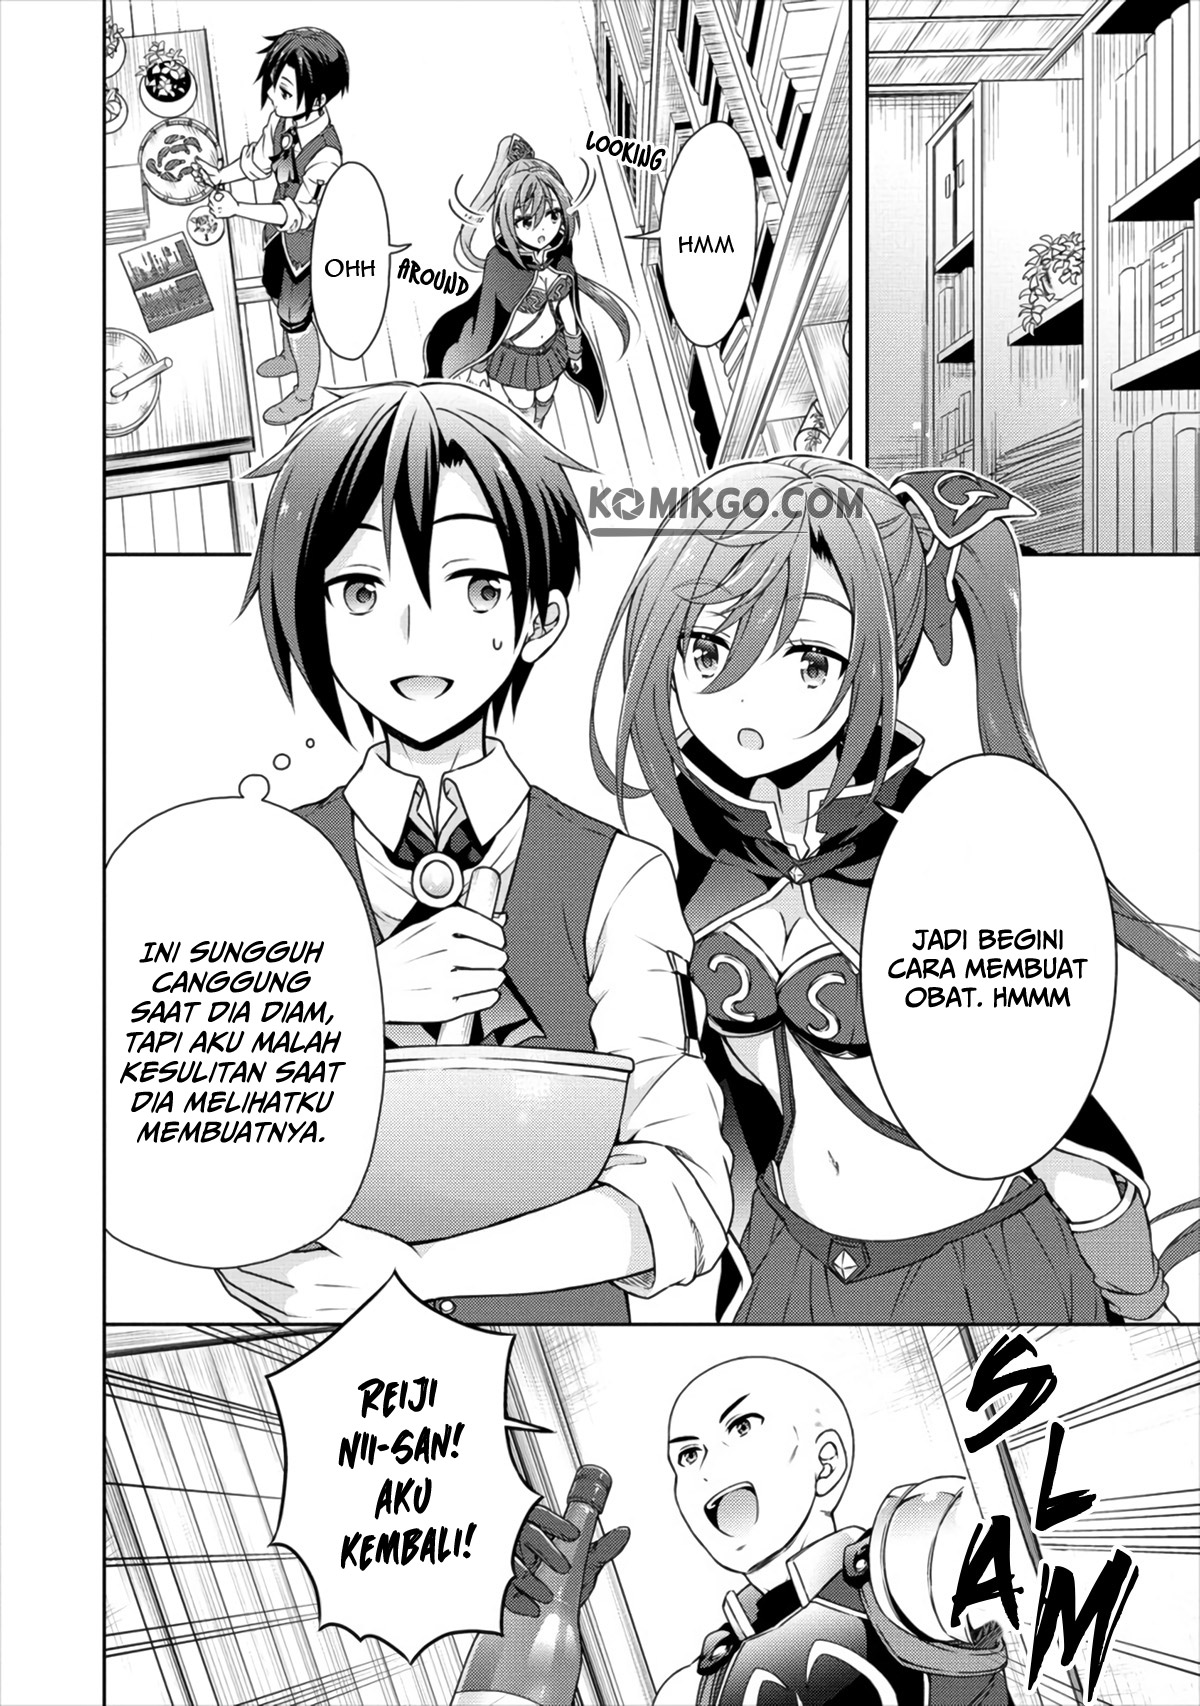 HMM
LOOKING
AROUND
OHH
KOMIKGO.COM
JADI BEGINI
CARA MEMBUAT
OBAT. HMMM
INI SUNGGUH
CANGGUNG
SAAT DIA DIAM,
TAPI AKU MALAH
KESULITAN SAAT
DIA MELIHATKU
MEMBUATNYA.
SLAM
REIJI
NII-SAN!
AKU
KEMBALI!